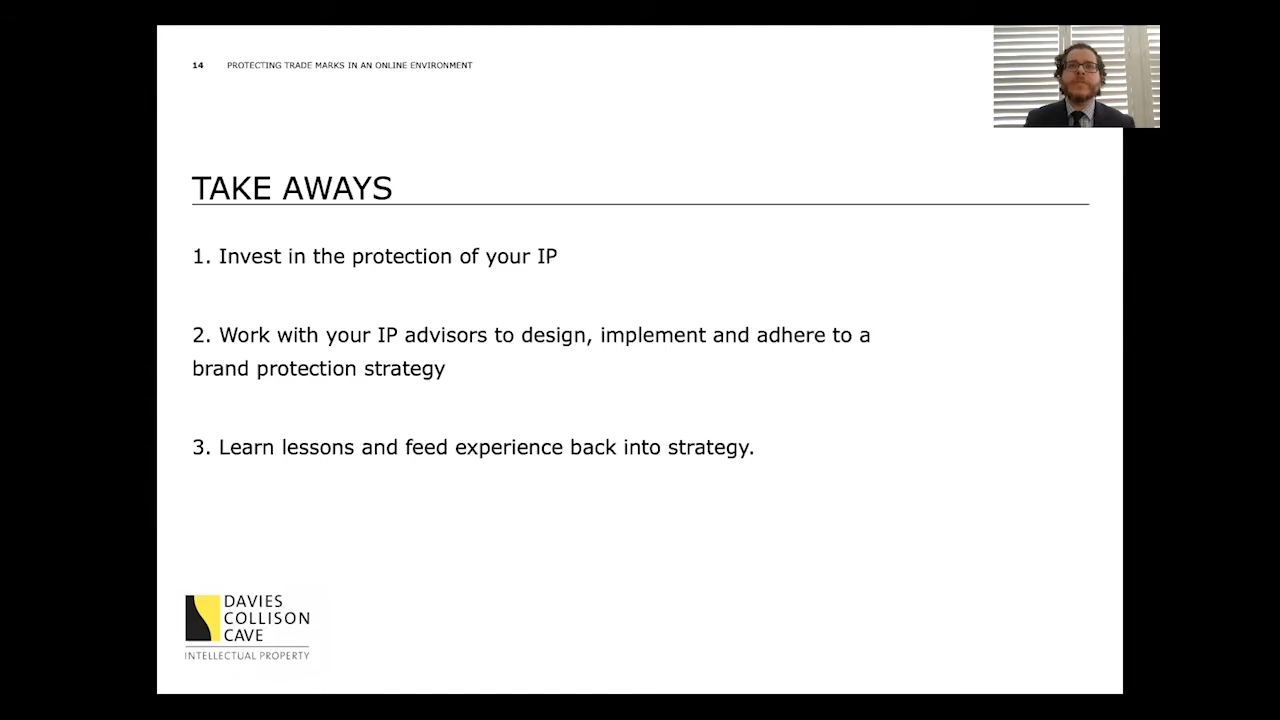 14 PROTECTING TRADE MARKS IN AN ONLINE ENVIRONMENT
TAKE AWAYS
1. Invest in the protection of your IP
2. Work with your IP advisors to design, implement and adhere to a
brand protection strategy
3. Learn lessons and feed experience back into strategy.
DAVIES
COLLISON
CAVE
INTELLECTUAL PROPERTY